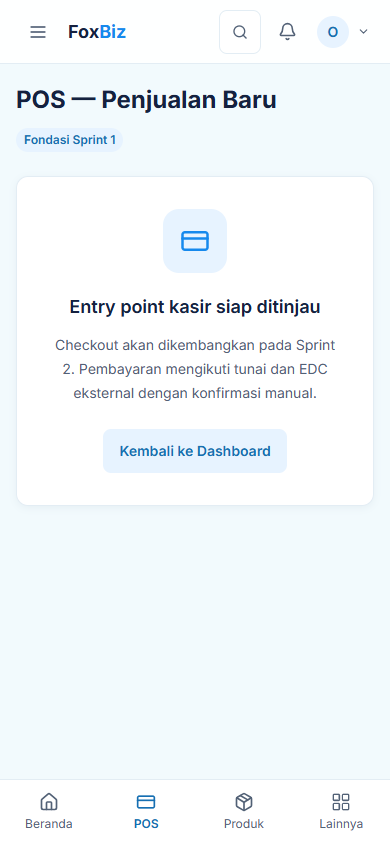 FoxBiz
O
POS — Penjualan Baru
Fondasi Sprint 1
Entry point kasir siap ditinjau
Checkout akan dikembangkan pada Sprint
2. Pembayaran mengikuti tunai dan EDC
eksternal dengan konfirmasi manual.
Kembali ke Dashboard
Beranda
POS
Produk
Lainnya